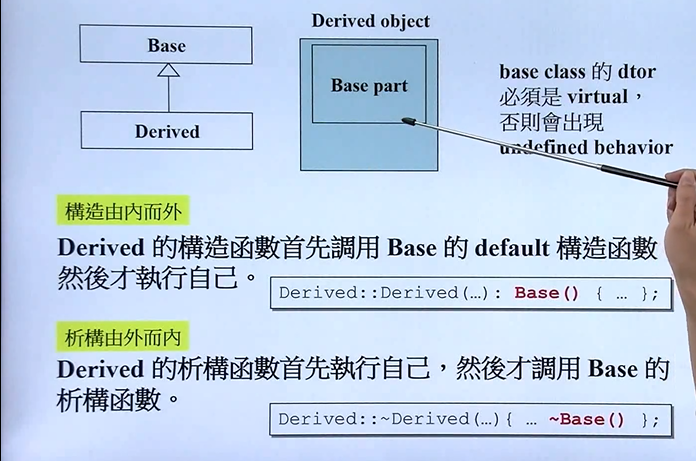 Base
Derived
Derived object
Base part
base class 的 dtor
必須是 virtual，
否則會出現
undefined behavior
構造由內而外
Derived 的構造函數首先調用 Base 的 default 構造函數
然後才執行自己。
Derived::Derived(…): Base() { … };
析構由外而內
Derived 的析構函數首先執行自己，然後才調用 Base 的
析構函數。
Derived::~Derived(…){ … ~Base() };